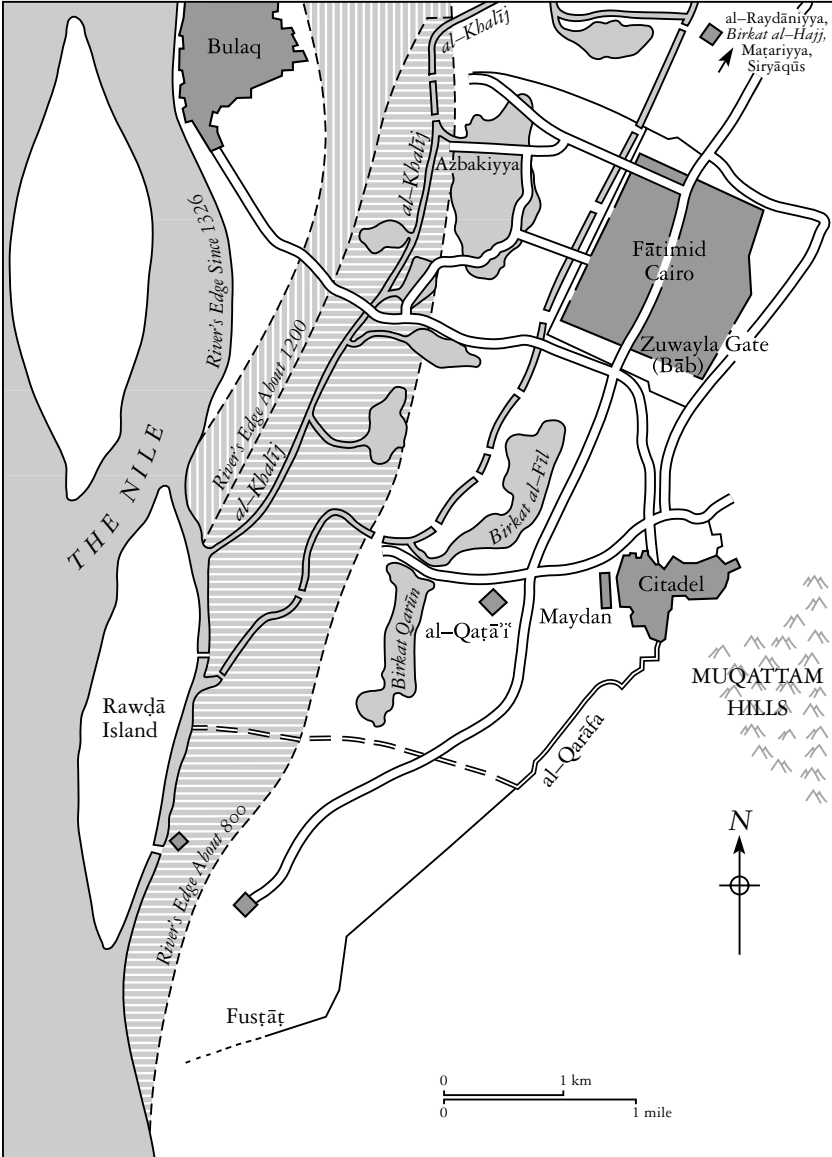 al–Raydāniyya,
Birkat al–Hajj,
Maṭariyya,
Siryāqūs
al–Khalīj
Bulaq
al–Khalīj
Azbakiyya
River's Edge Since 1326
Fāṭimid
Cairo
Zuwayla Gate
(Bāb)
River's Edge About 1200
al–Khalīj
THE NILE
Birkat al–Fīl
Citadel
Maydan
al–Qaṭā'i‘
Birkat Qarūn
MUQATTAM
HILLS
Rawḍā
Island
al–Qarāfa
River's Edge About 800
N
Fusṭāṭ
0 1 km
0 1 mile